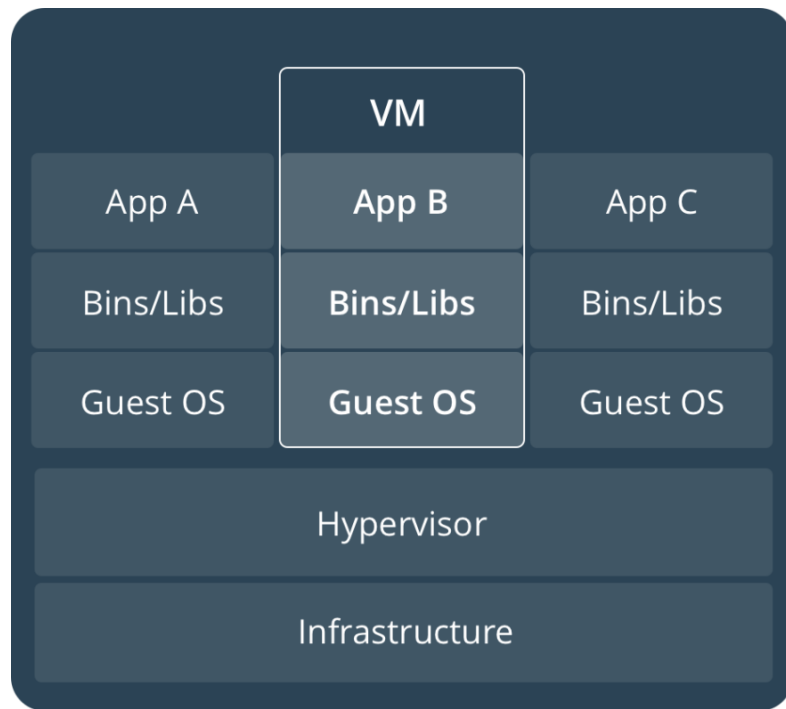 VM
App A App B App C
Bins/Libs Bins/Libs Bins/Libs
Guest OS Guest OS Guest OS
Hypervisor
Infrastructure